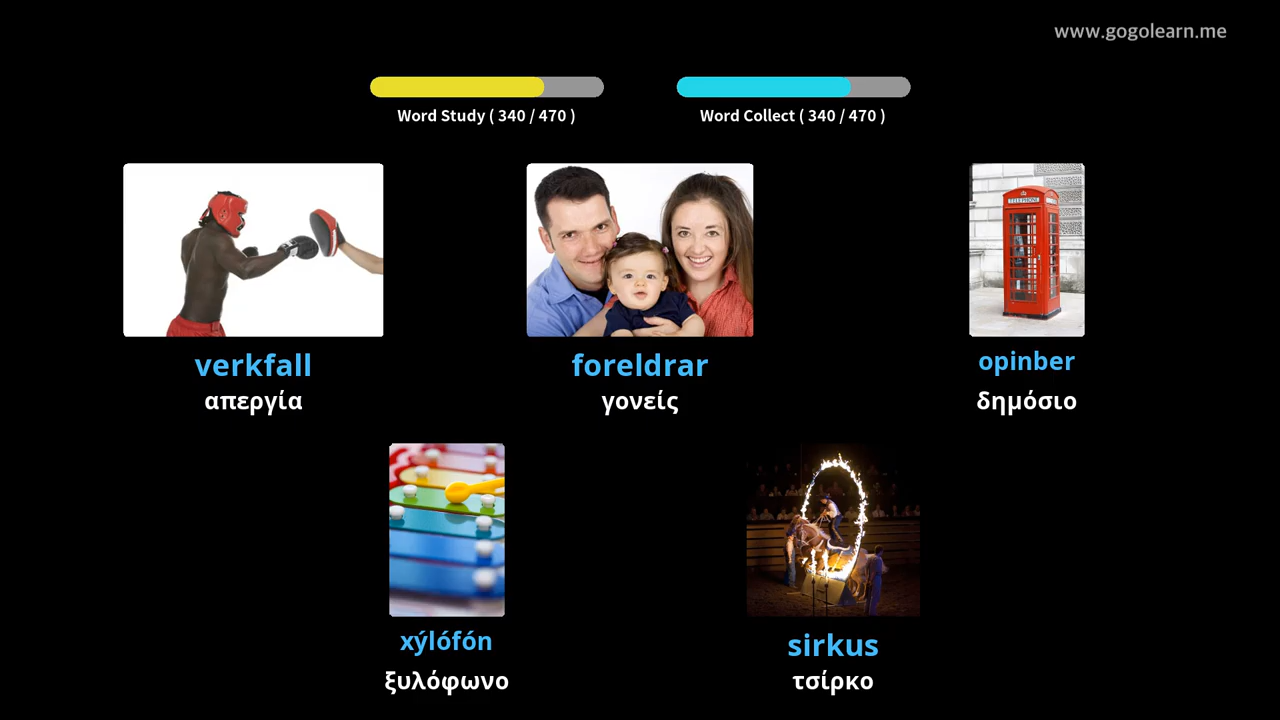 www.gogolearn.me
Word Study ( 340 / 470 )
Word Collect ( 340 / 470 )
TELEPHONE
verkfall
απεργία
foreldrar
γονείς
opinber
δημόσιο
xýlófón
ξυλόφωνο
sirkus
τσίρκο